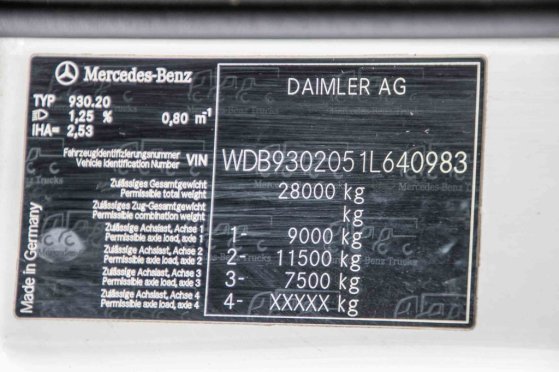 Mercedes-Benz
DAIMLER AG
TYP 930.20
1,25 % 0,80 m⁻¹
IHA= 2,53
Fahrzeugidentifizierungsnummer
Vehicle Identification Number VIN WDB9302051L640983
Zulässiges Gesamtgewicht
Permissible total weight 28000 kg
Zulässiges Zug-Gesamtgewicht
Permissible combination weight kg
Zulässige Achslast, Achse 1
Permissible axle load, axle 1 1- 9000 kg
Zulässige Achslast, Achse 2
Permissible axle load, axle 2 2- 11500 kg
Zulässige Achslast, Achse 3
Permissible axle load, axle 3 3- 7500 kg
Zulässige Achslast, Achse 4
Permissible axle load, axle 4 4- XXXXX kg
Made in Germany